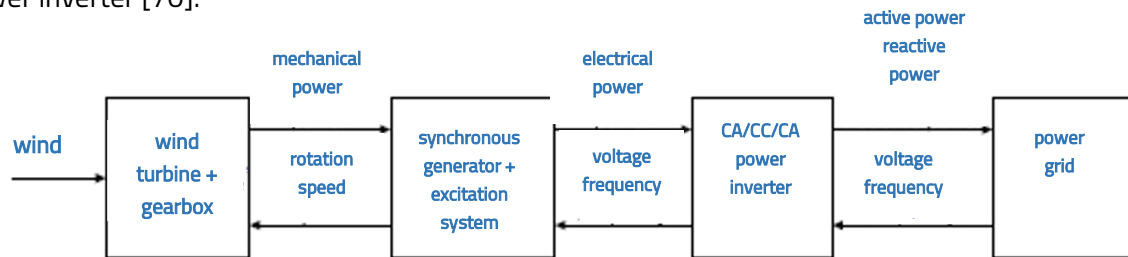 wer inverter [70].
active power
reactive
power
mechanical
power
electrical
power
wind
wind
turbine +
gearbox
rotation
speed
synchronous
generator +
excitation
system
voltage
frequency
CA/CC/CA
power
inverter
voltage
frequency
power
grid